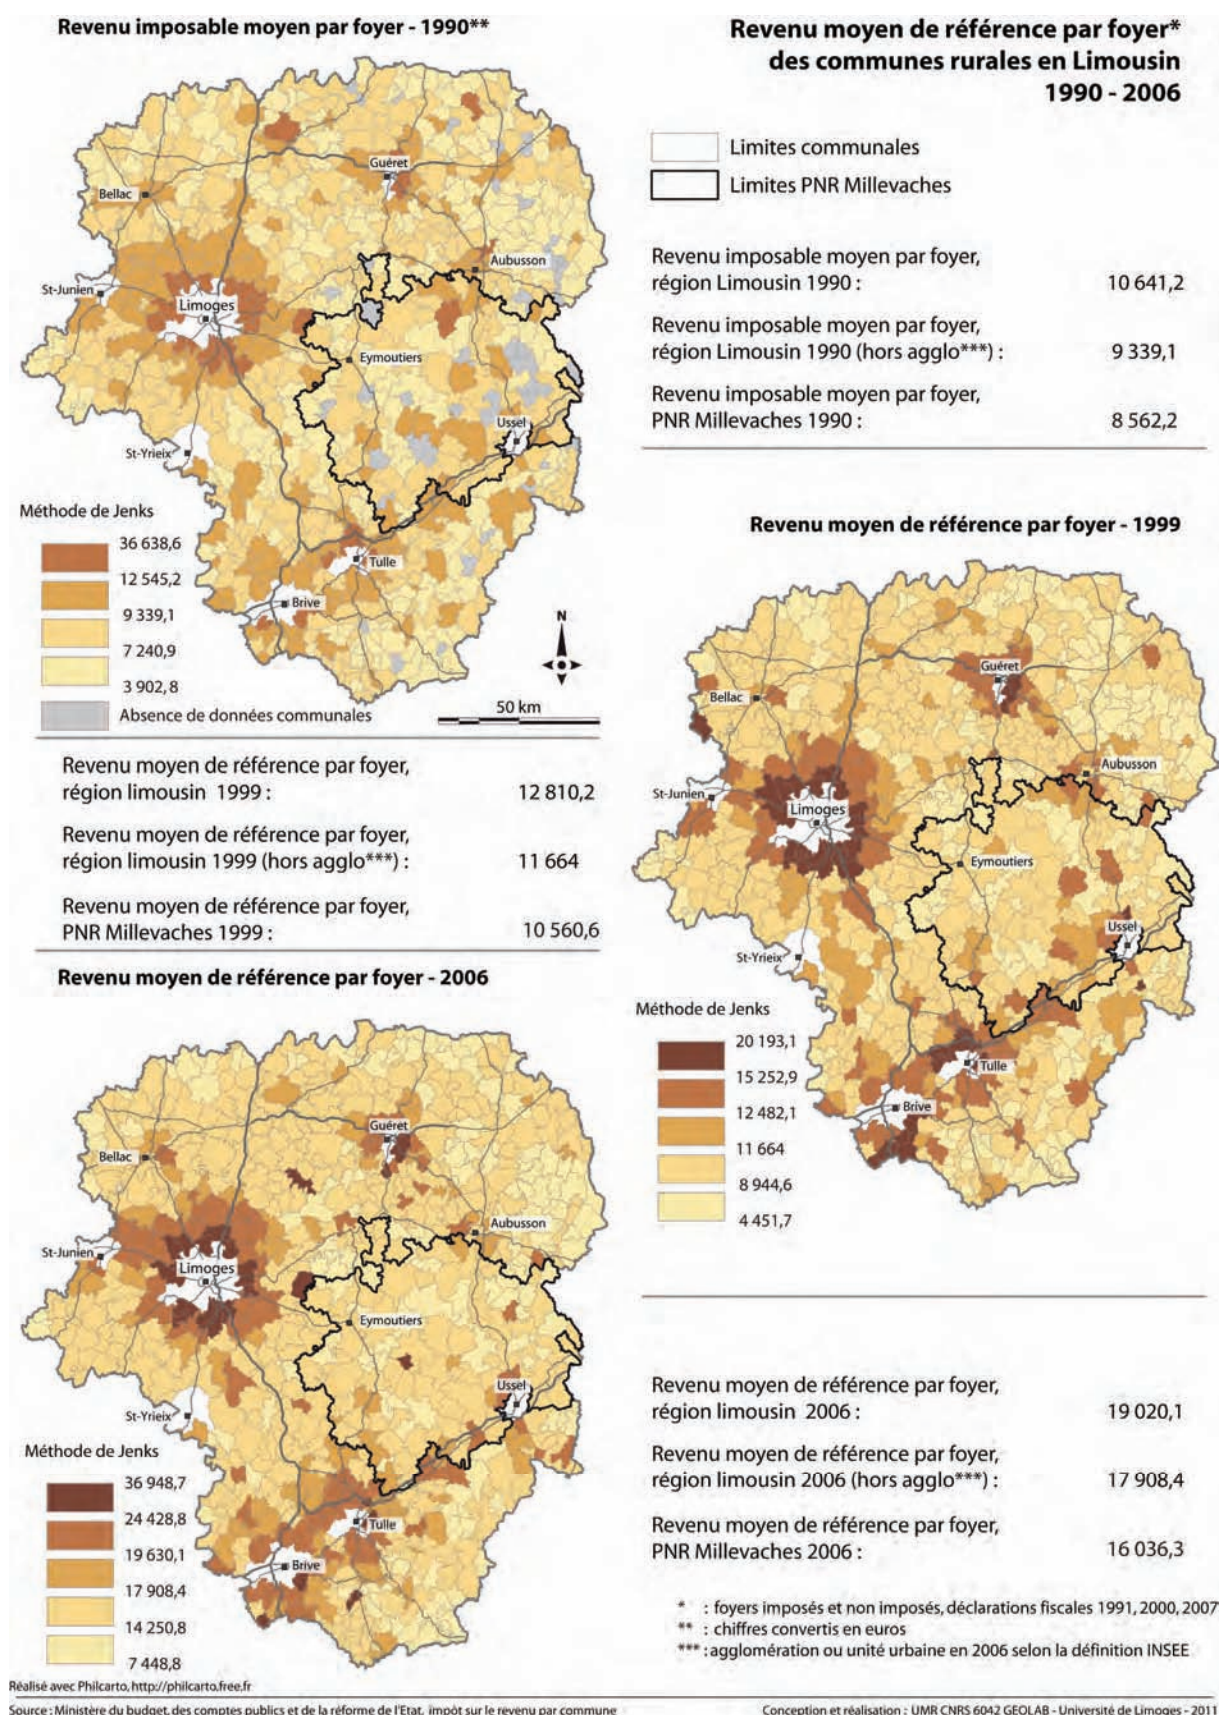 Revenu imposable moyen par foyer - 1990**
Revenu moyen de référence par foyer*
des communes rurales en Limousin
1990 - 2006
Limites communales
Limites PNR Millevaches
Revenu imposable moyen par foyer,
région Limousin 1990 : 10 641,2
Revenu imposable moyen par foyer,
région Limousin 1990 (hors agglo***) : 9 339,1
Revenu imposable moyen par foyer,
PNR Millevaches 1990 : 8 562,2
Guéret
Bellac
Aubusson
St-Junien
Limoges
Eymoutiers
Ussel
St-Yrieix
Tulle
Brive
Méthode de Jenks
36 638,6
12 545,2
9 339,1
7 240,9
3 902,8
Absence de données communales
N
50 km
Revenu moyen de référence par foyer,
région limousin 1999 : 12 810,2
Revenu moyen de référence par foyer,
région limousin 1999 (hors agglo***) : 11 664
Revenu moyen de référence par foyer,
PNR Millevaches 1999 : 10 560,6
Revenu moyen de référence par foyer - 1999
Guéret
Bellac
Aubusson
St-Junien
Limoges
Eymoutiers
Ussel
St-Yrieix
Tulle
Brive
Méthode de Jenks
20 193,1
15 252,9
12 482,1
11 664
8 944,6
4 451,7
Revenu moyen de référence par foyer - 2006
Guéret
Bellac
Aubusson
St-Junien
Limoges
Eymoutiers
Ussel
St-Yrieix
Tulle
Brive
Méthode de Jenks
36 948,7
24 428,8
19 630,1
17 908,4
14 250,8
7 448,8
Revenu moyen de référence par foyer,
région limousin 2006 : 19 020,1
Revenu moyen de référence par foyer,
région limousin 2006 (hors agglo***) : 17 908,4
Revenu moyen de référence par foyer,
PNR Millevaches 2006 : 16 036,3
* : foyers imposés et non imposés, déclarations fiscales 1991, 2000, 2007
** : chiffres convertis en euros
*** : agglomération ou unité urbaine en 2006 selon la définition INSEE
Réalisé avec Philcarto, http://philcarto.free.fr
Source : Ministère du budget, des comptes publics et de la réforme de l'Etat, impôt sur le revenu par commune
Conception et réalisation : UMR CNRS 6042 GEOLAB - Université de Limoges - 2011